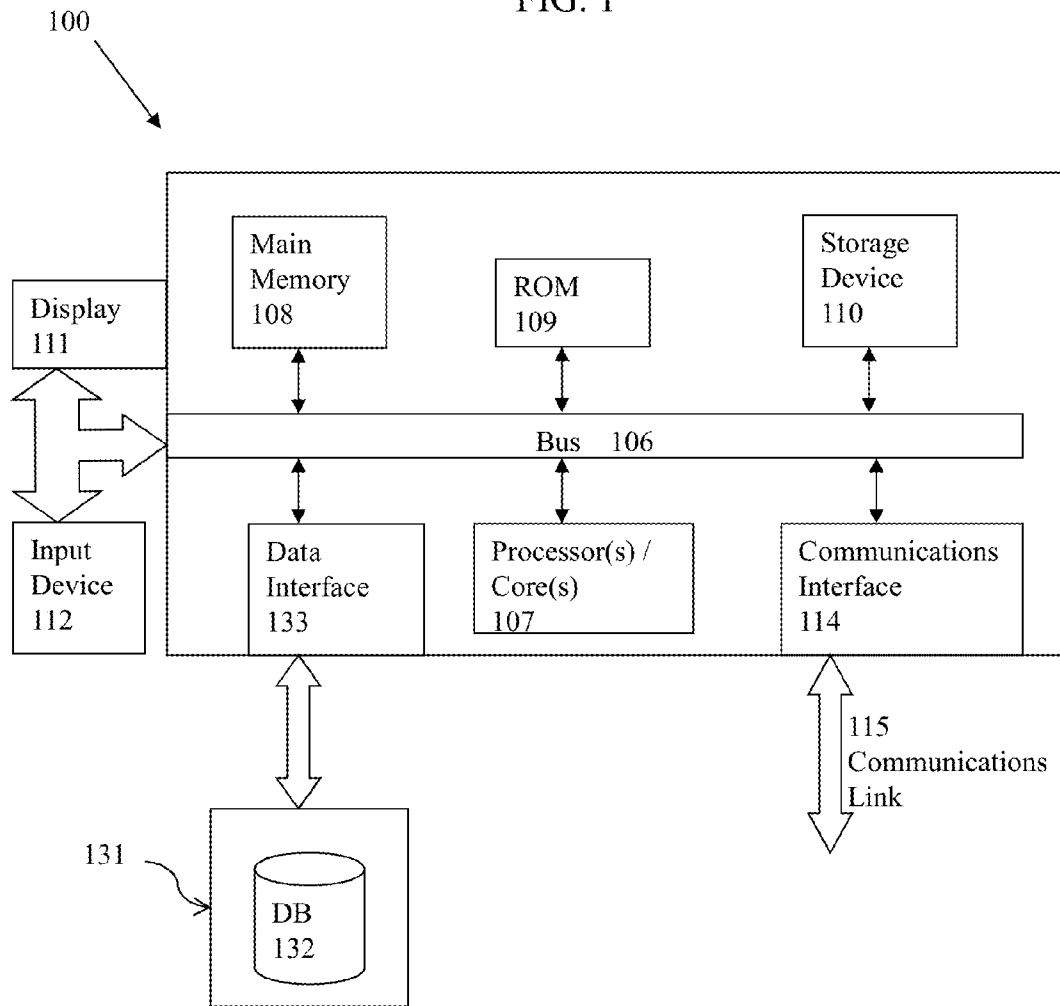 FIG. 1
100
Main
Memory
108
ROM
109
Storage
Device
110
Display
111
Bus 106
Input
Device
112
Data
Interface
133
Processor(s) /
Core(s)
107
Communications
Interface
114
115
Communications
Link
131
DB
132